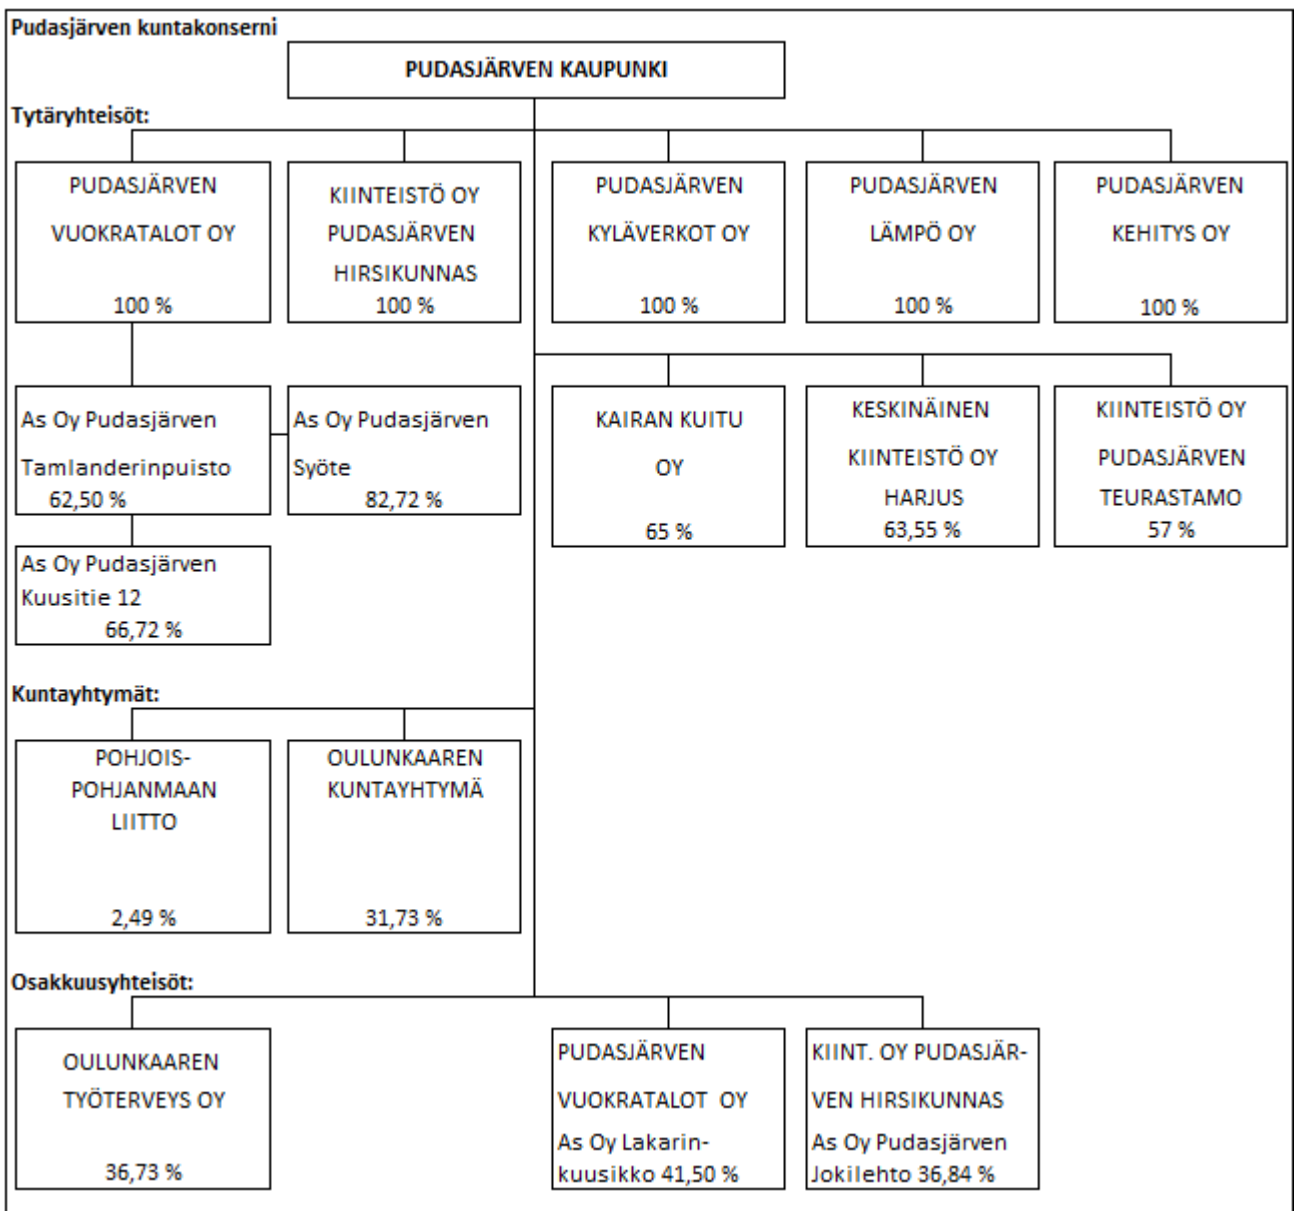 Pudasjärven kuntakonserni
PUDASJÄRVEN KAUPUNKI
Tytäryhteisöt:
PUDASJÄRVEN
VUOKRATALOT OY
100 %
KIINTEISTÖ OY
PUDASJÄRVEN
HIRSIKUNNAS
100 %
PUDASJÄRVEN
KYLÄVERKOT OY
100 %
PUDASJÄRVEN
LÄMPÖ OY
100 %
PUDASJÄRVEN
KEHITYS OY
100 %
As Oy Pudasjärven
Tamlanderinpuisto
62,50 %
As Oy Pudasjärven
Syöte
82,72 %
KAIRAN KUITU
OY
65 %
KESKINÄINEN
KIINTEISTÖ OY
HARJUS
63,55 %
KIINTEISTÖ OY
PUDASJÄRVEN
TEURASTAMO
57 %
As Oy Pudasjärven
Kuusitie 12
66,72 %
Kuntayhtymät:
POHJOIS-
POHJANMAAN
LIITTO
2,49 %
OULUNKAAREN
KUNTAYHTYMÄ
31,73 %
Osakkuusyhteisöt:
OULUNKAAREN
TYÖTERVEYS OY
36,73 %
PUDASJÄRVEN
VUOKRATALOT OY
As Oy Lakarin-
kuusikko 41,50 %
KIINT. OY PUDASJÄR-
VEN HIRSIKUNNAS
As Oy Pudasjärven
Jokilehto 36,84 %